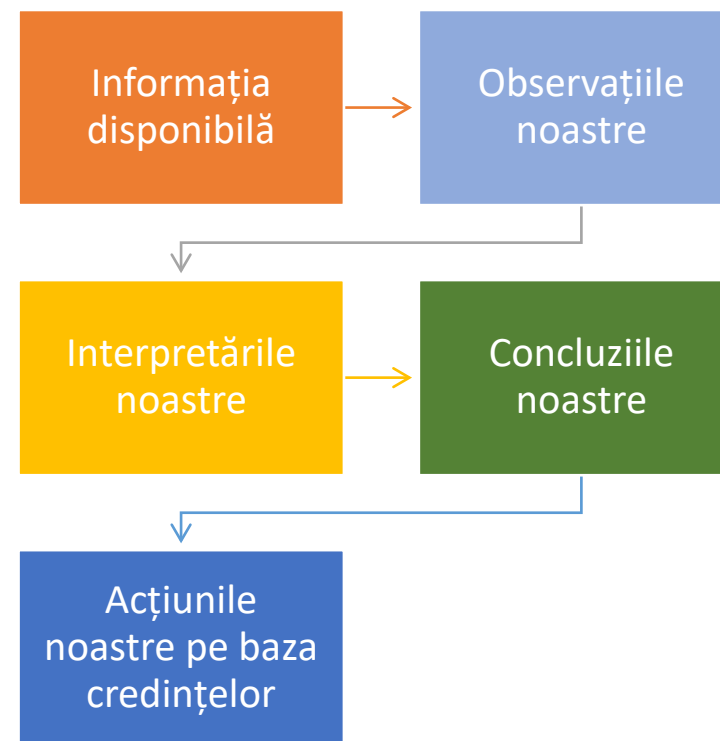 Informația
disponibilă
Observațiile
noastre
Interpretările
noastre
Concluziile
noastre
Acțiunile
noastre pe baza
credințelor